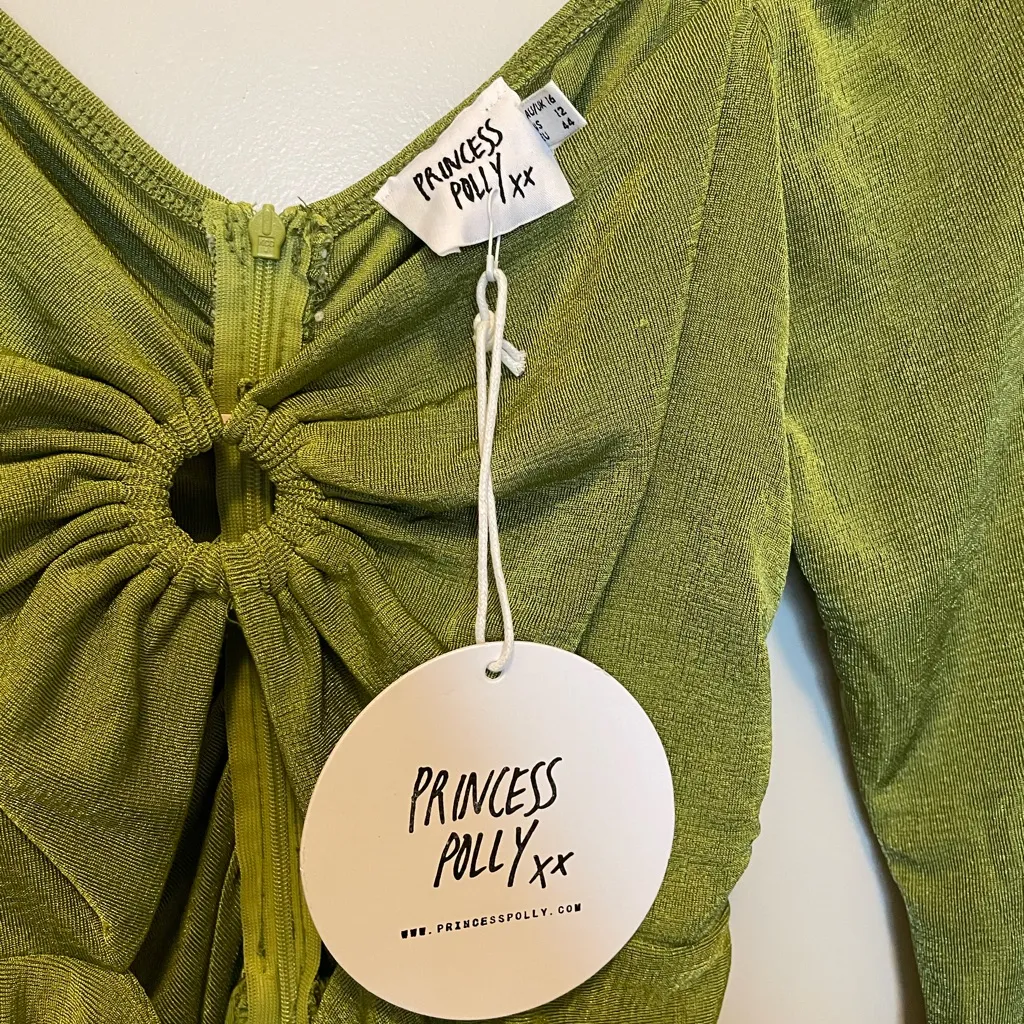 PRINCESS
POLLY xx
AU/UK 16
US 12
EU 44
PRINCESS
POLLY xx
www.PRINCESSPOLLY.COM